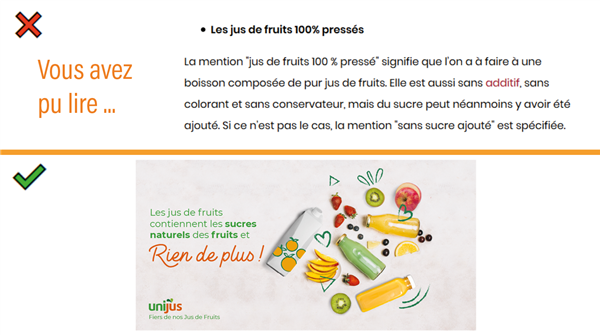 Les jus de fruits 100% pressés
Vous avez
pu lire ...
La mention "jus de fruits 100 % pressé" signifie que l'on a à faire à une
boisson composée de pur jus de fruits. Elle est aussi sans additif, sans
colorant et sans conservateur, mais du sucre peut néanmoins y avoir été
ajouté. Si ce n'est pas le cas, la mention "sans sucre ajouté" est spécifiée.
Les jus de fruits
contiennent les sucres
naturels des fruits et
Rien de plus !
unijus
Fiers de nos Jus de Fruits